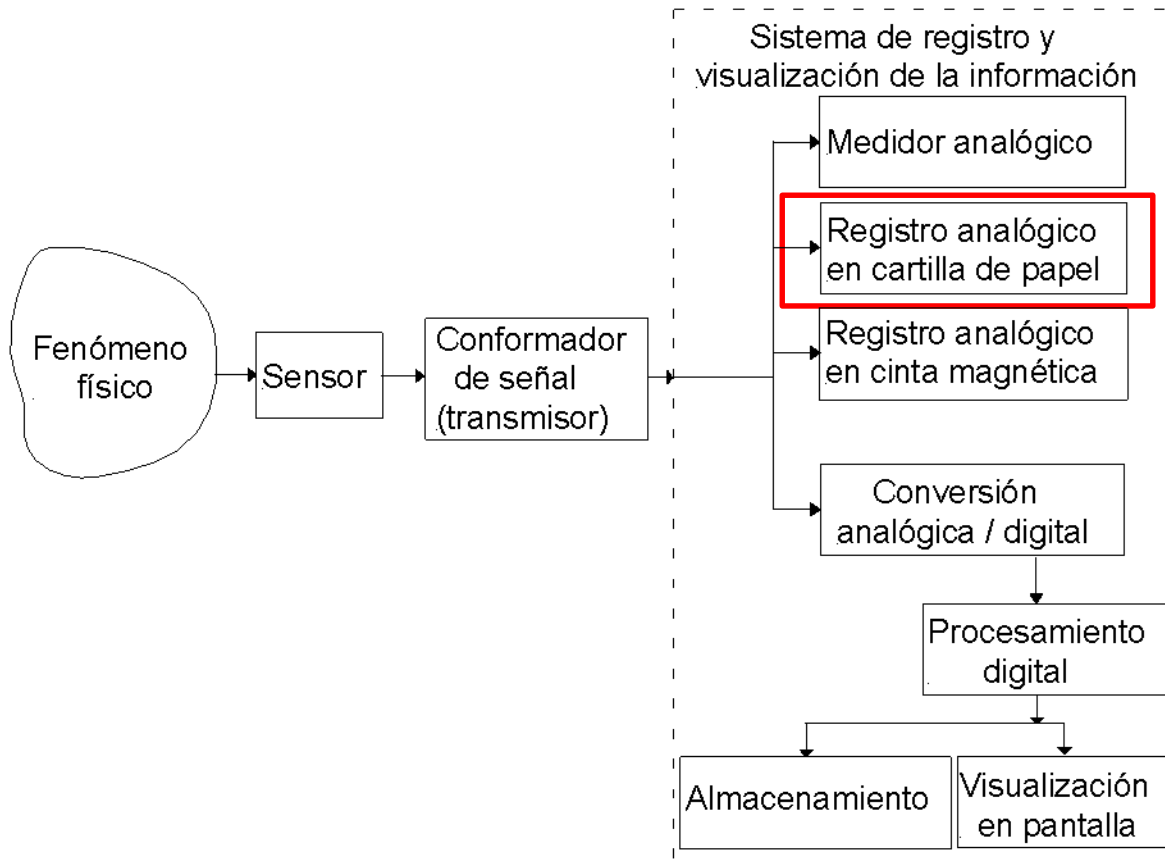 Sistema de registro y
visualización de la información
Medidor analógico
Registro analógico
en cartilla de papel
Registro analógico
en cinta magnética
Fenómeno
físico
Sensor
Conformador
de señal
(transmisor)
Conversión
analógica / digital
Procesamiento
digital
Almacenamiento
Visualización
en pantalla